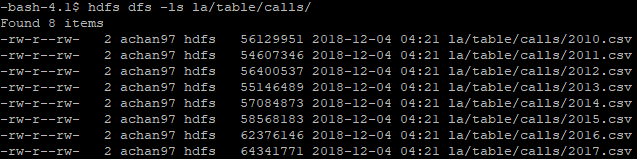 -bash-4.1$ hdfs dfs -ls la/table/calls/
Found 8 items
-rw-r--rw-   2 achan97 hdfs   56129951 2018-12-04 04:21 la/table/calls/2010.csv
-rw-r--rw-   2 achan97 hdfs   54607346 2018-12-04 04:21 la/table/calls/2011.csv
-rw-r--rw-   2 achan97 hdfs   56400537 2018-12-04 04:21 la/table/calls/2012.csv
-rw-r--rw-   2 achan97 hdfs   55146489 2018-12-04 04:21 la/table/calls/2013.csv
-rw-r--rw-   2 achan97 hdfs   57084873 2018-12-04 04:21 la/table/calls/2014.csv
-rw-r--rw-   2 achan97 hdfs   58568183 2018-12-04 04:21 la/table/calls/2015.csv
-rw-r--rw-   2 achan97 hdfs   62376146 2018-12-04 04:21 la/table/calls/2016.csv
-rw-r--rw-   2 achan97 hdfs   64341771 2018-12-04 04:21 la/table/calls/2017.csv